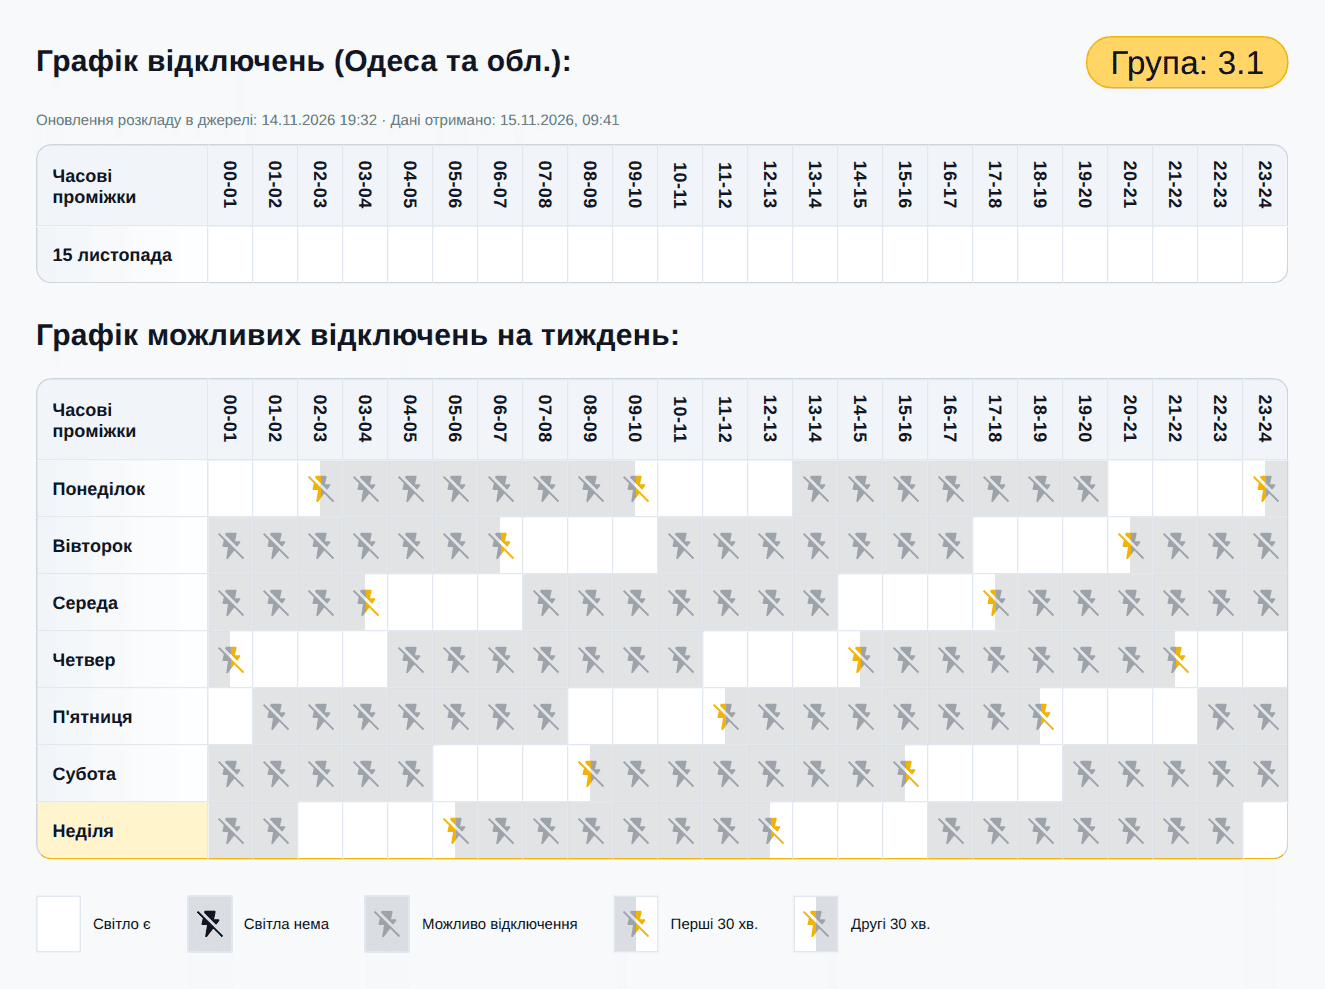 Графік відключень (Одеса та обл.):
Група: 3.1
Оновлення розкладу в джерелі: 14.11.2026 19:32 · Дані отримано: 15.11.2026, 09:41
Часові
проміжки
00-01 01-02 02-03 03-04 04-05 05-06 06-07 07-08 08-09 09-10 10-11 11-12 12-13 13-14 14-15 15-16 16-17 17-18 18-19 19-20 20-21 21-22 22-23 23-24
15 листопада
Графік можливих відключень на тиждень:
Часові
проміжки
00-01 01-02 02-03 03-04 04-05 05-06 06-07 07-08 08-09 09-10 10-11 11-12 12-13 13-14 14-15 15-16 16-17 17-18 18-19 19-20 20-21 21-22 22-23 23-24
Понеділок
Вівторок
Середа
Четвер
П'ятниця
Субота
Неділя
Світло є
Світла нема
Можливо відключення
Перші 30 хв.
Другі 30 хв.